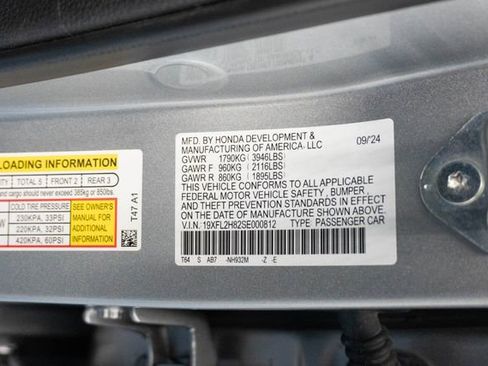 LOADING INFORMATION
TOTAL 5 FRONT 2 REAR 3
and cargo should never exceed 385kg or 850lbs.
COLD TIRE PRESSURE
230KPA, 33PSI
220KPA, 32PSI
420KPA, 60PSI
SEE OWNER'S
MANUAL FOR
ADDITIONAL
INFORMATION
T47 A1
MFD. BY HONDA DEVELOPMENT & 09/'24
MANUFACTURING OF AMERICA, LLC
GVWR 1790KG (3946LBS)
GAWR F 960KG (2116LBS)
GAWR R 860KG (1895LBS)
THIS VEHICLE CONFORMS TO ALL APPLICABLE
FEDERAL MOTOR VEHICLE SAFETY, BUMPER,
AND THEFT PREVENTION STANDARDS IN
EFFECT ON THE DATE OF MANUFACTURE SHOWN ABOVE.
V.I.N. 19XFL2H82SE000812 TYPE: PASSENGER CAR
T64 S AB7 -NH932M -Z -E